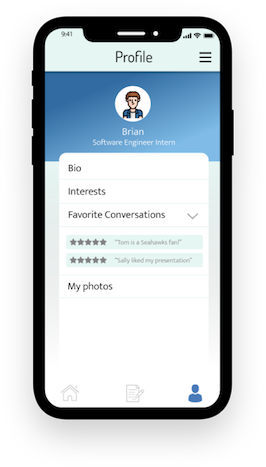 9:41
Profile
Brian
Software Engineer Intern
Bio
Interests
Favorite Conversations
"Tom is a Seahawks fan!"
"Sally liked my presentation"
My photos